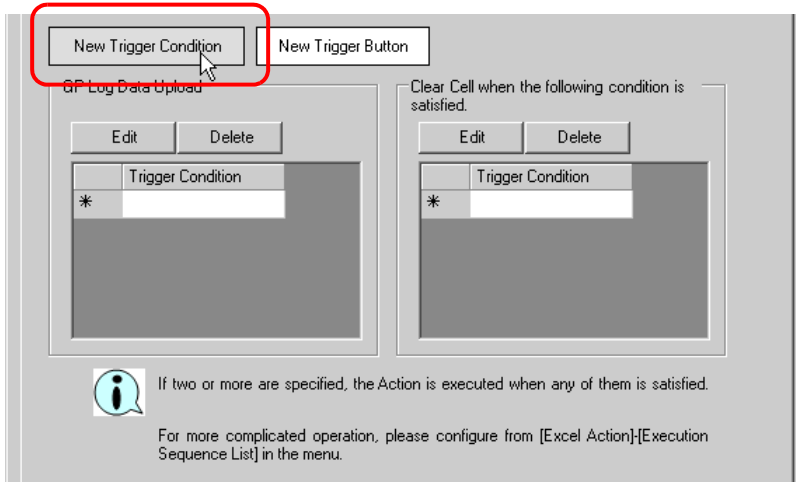 New Trigger Condition New Trigger Button
GP Log Data Upload
Clear Cell when the following condition is
satisfied.
Edit Delete Edit Delete
Trigger Condition Trigger Condition
* *
If two or more are specified, the Action is executed when any of them is satisfied.
For more complicated operation, please configure from [Excel Action]-[Execution
Sequence List] in the menu.